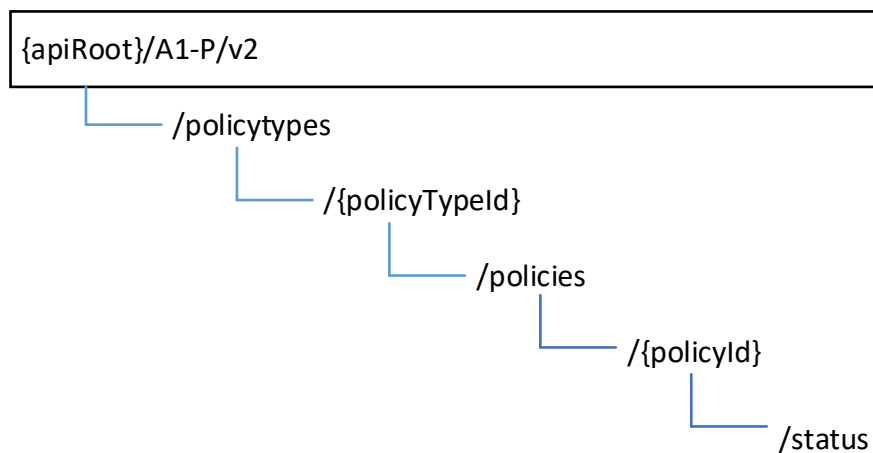 {apiRoot}/A1-P/v2
/policytypes
/{policyTypeId}
/policies
/{policyId}
/status